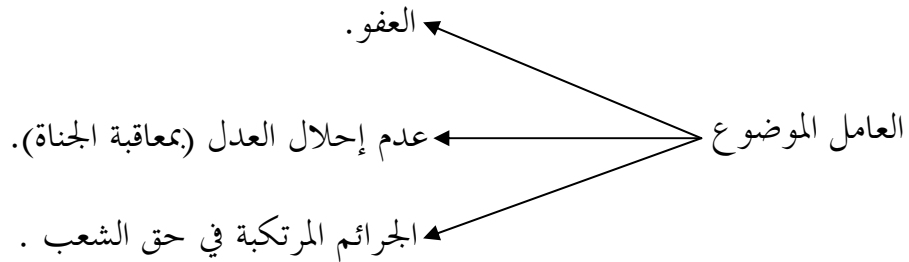 العفو.
العامل الموضوع
عدم إحلال العدل (بمعاقبة الجناة).
الجرائم المرتكبة في حق الشعب .